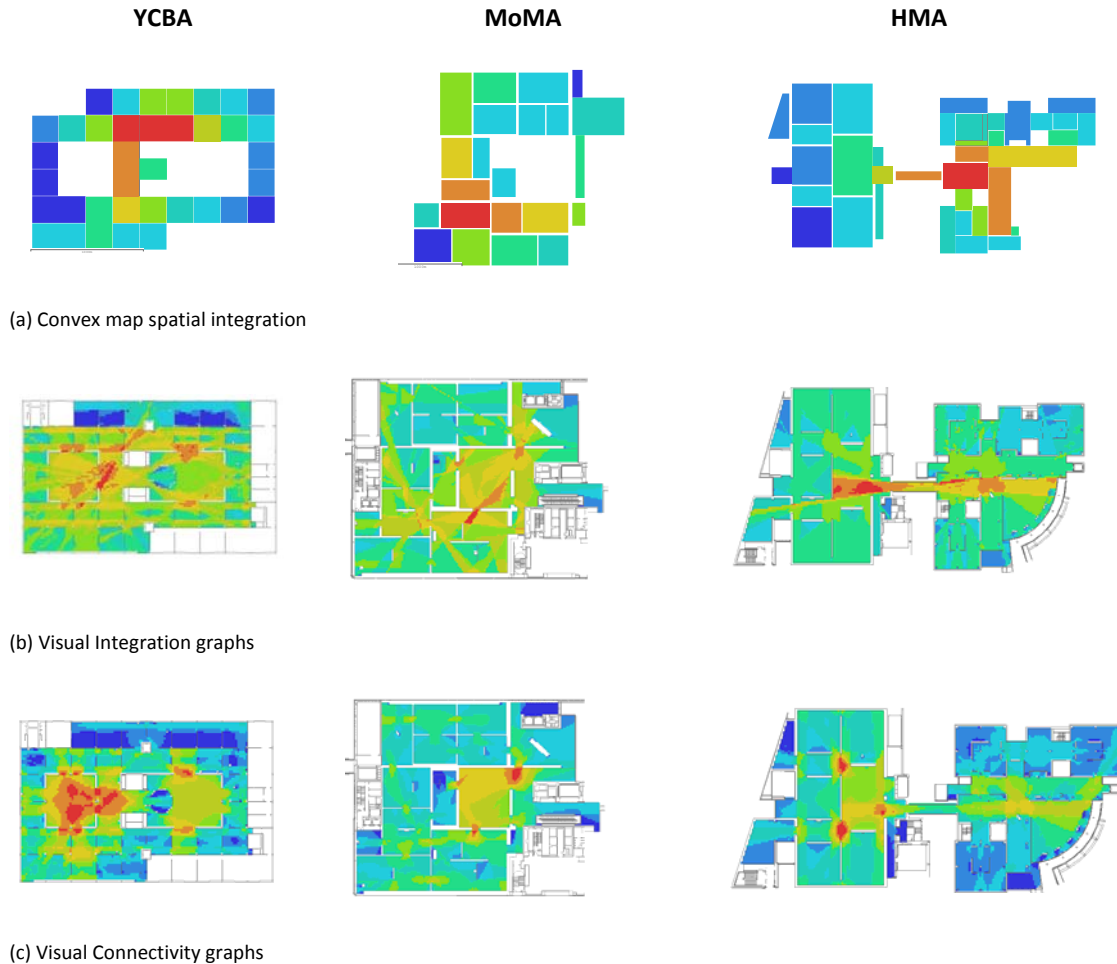 YCBA MoMA HMA
(a) Convex map spatial integration
(b) Visual Integration graphs
(c) Visual Connectivity graphs